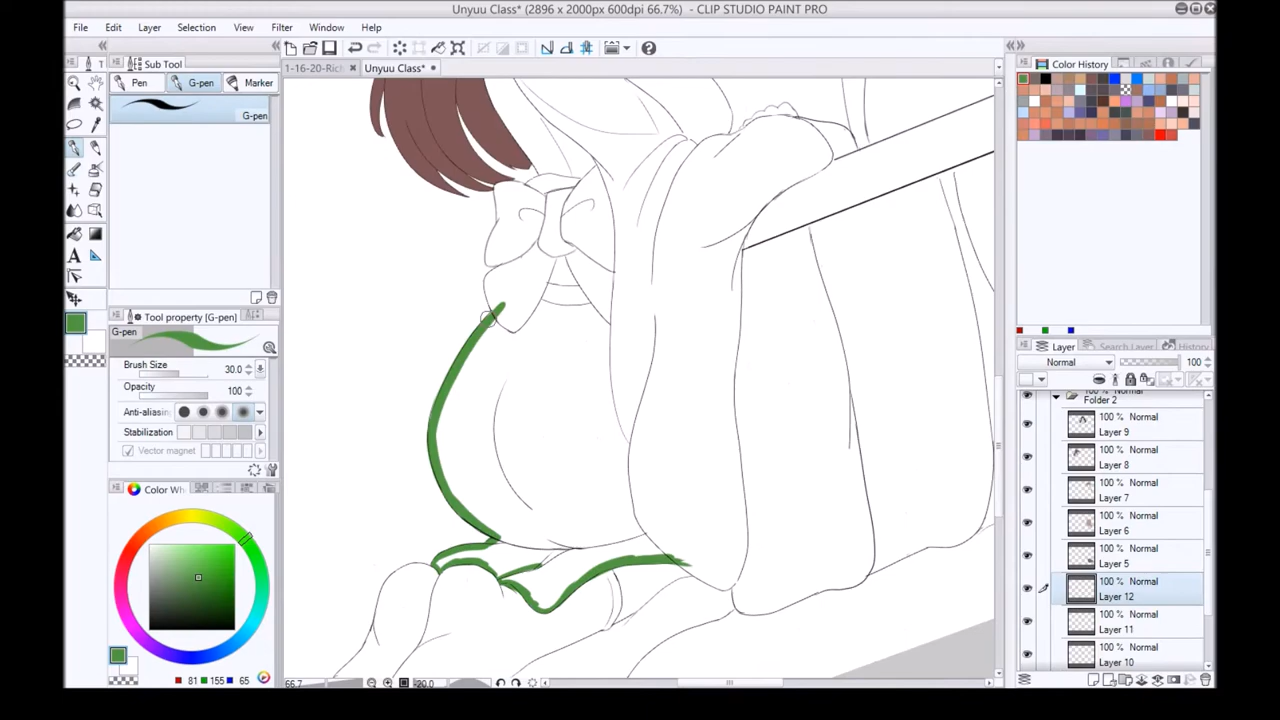 Unyuu Class* (2896 x 2000px 600dpi 66.7%) - CLIP STUDIO PAINT PRO
File Edit Layer Selection View Filter Window Help
Sub Tool
1-16-20-Rich
Unyuu Class*
Color History
Pen G-pen Marker
G-pen
Tool property [G-pen]
G-pen
Brush Size 30.0
Opacity 100
Anti-aliasing
Stabilization
Vector magnet
Color Wh
81 155 65
66.7
-20.0
Layer Search Layer History
Normal 100
Folder 2
100 % Normal
Layer 9
100 % Normal
Layer 8
100 % Normal
Layer 7
100 % Normal
Layer 6
100 % Normal
Layer 5
100 % Normal
Layer 12
100 % Normal
Layer 11
100 % Normal
Layer 10